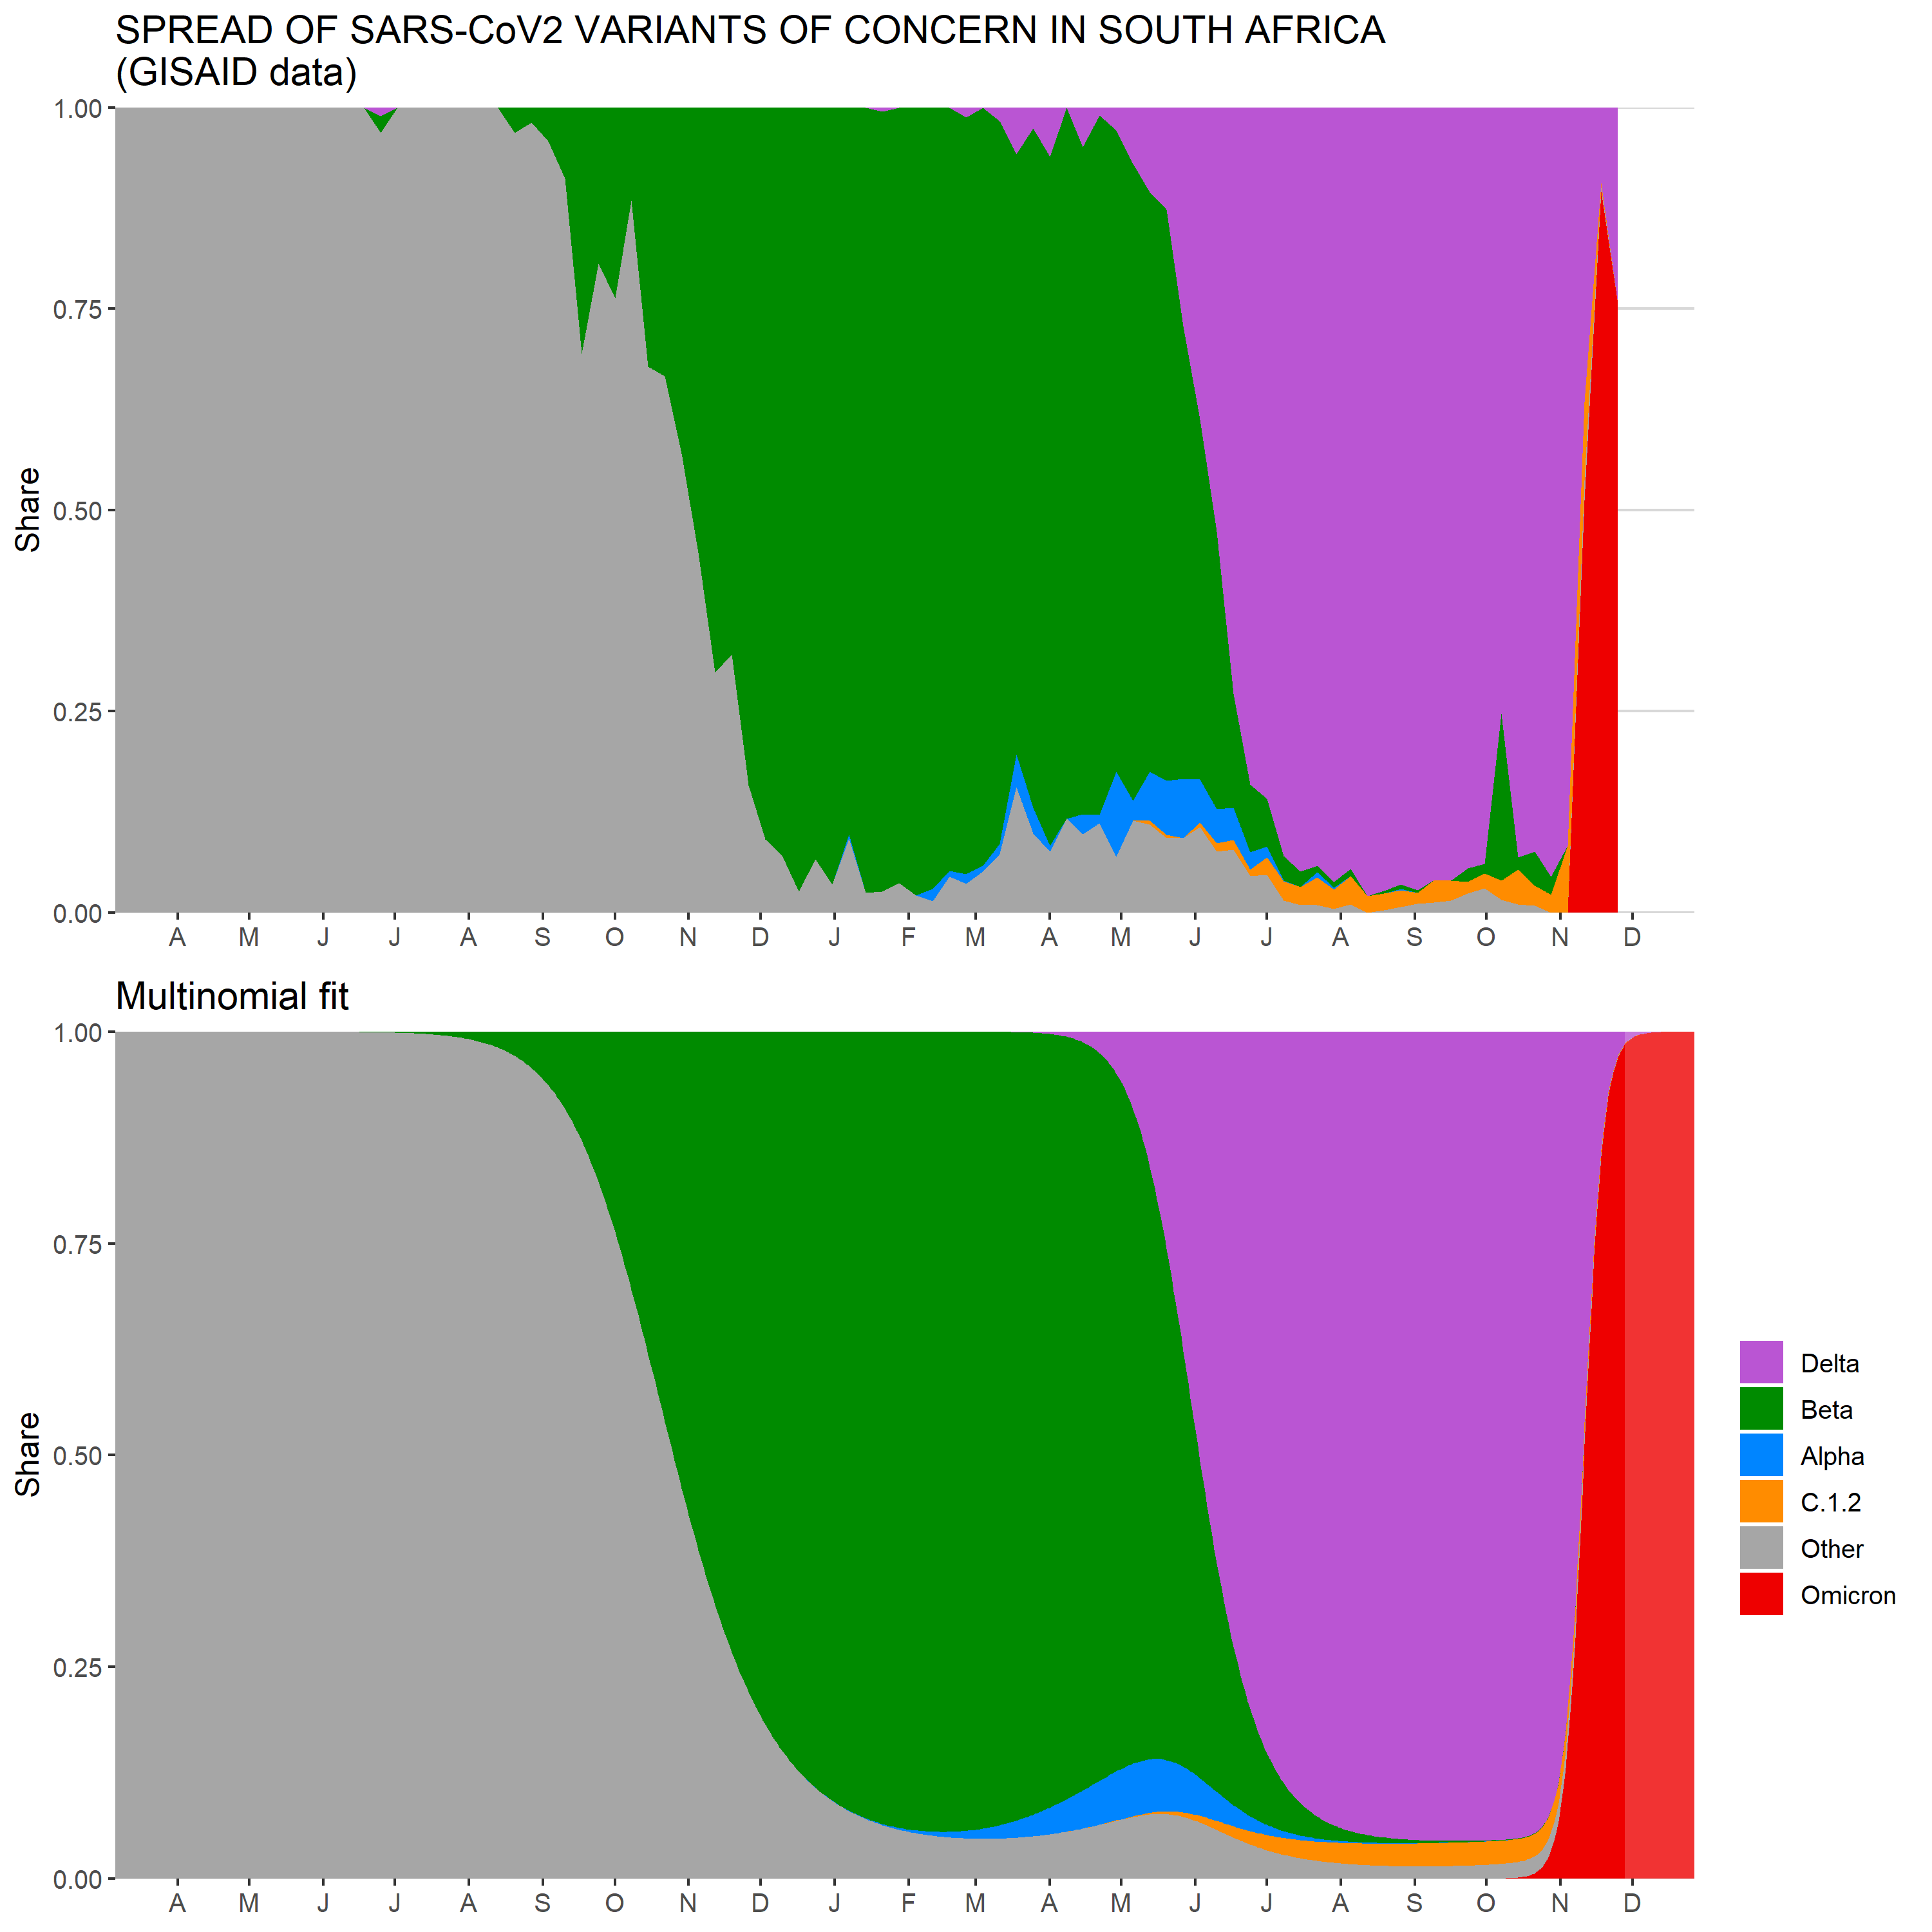 SPREAD OF SARS-CoV2 VARIANTS OF CONCERN IN SOUTH AFRICA
(GISAID data)
1.00
0.75
0.50
0.25
0.00
Share
A M J J A S O N D J F M A M J J A S O N D
Multinomial fit
1.00
0.75
0.50
0.25
0.00
Share
A M J J A S O N D J F M A M J J A S O N D
Delta
Beta
Alpha
C.1.2
Other
Omicron